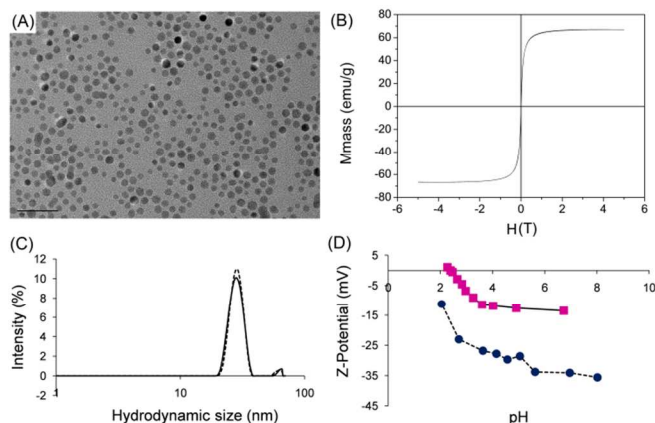 (A)
(B)
Mmass (emu/g)
80
60
40
20
0
-20
-40
-60
-80
-6 -4 -2 0 2 4 6
H(T)
(C)
Intensity (%)
12
10
8
6
4
2
0
-2
1 10 100
Hydrodynamic size (nm)
(D)
Z-Potential (mV)
5
-5
-15
-25
-35
-45
0 2 4 6 8 10
pH